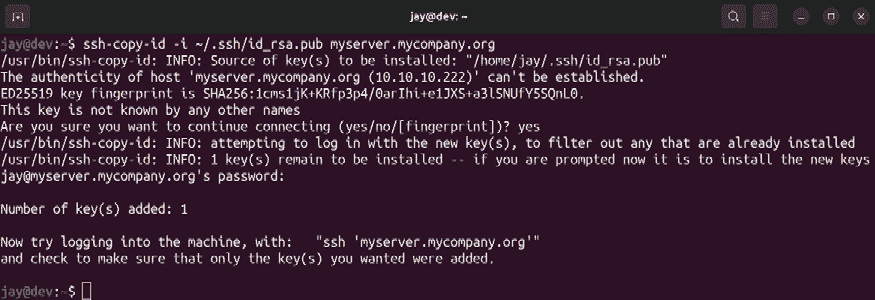 jay@dev: ~
jay@dev:~$ ssh-copy-id -i ~/.ssh/id_rsa.pub myserver.mycompany.org
/usr/bin/ssh-copy-id: INFO: Source of key(s) to be installed: "/home/jay/.ssh/id_rsa.pub"
The authenticity of host 'myserver.mycompany.org (10.10.10.222)' can't be established.
ED25519 key fingerprint is SHA256:1cms1jK+KRfp3p4/0arIhi+e1JXS+a3lSNUfY5SQnL0.
This key is not known by any other names
Are you sure you want to continue connecting (yes/no/[fingerprint])? yes
/usr/bin/ssh-copy-id: INFO: attempting to log in with the new key(s), to filter out any that are already installed
/usr/bin/ssh-copy-id: INFO: 1 key(s) remain to be installed -- if you are prompted now it is to install the new keys
jay@myserver.mycompany.org's password:
Number of key(s) added: 1
Now try logging into the machine, with:   "ssh 'myserver.mycompany.org'"
and check to make sure that only the key(s) you wanted were added.
jay@dev:~$